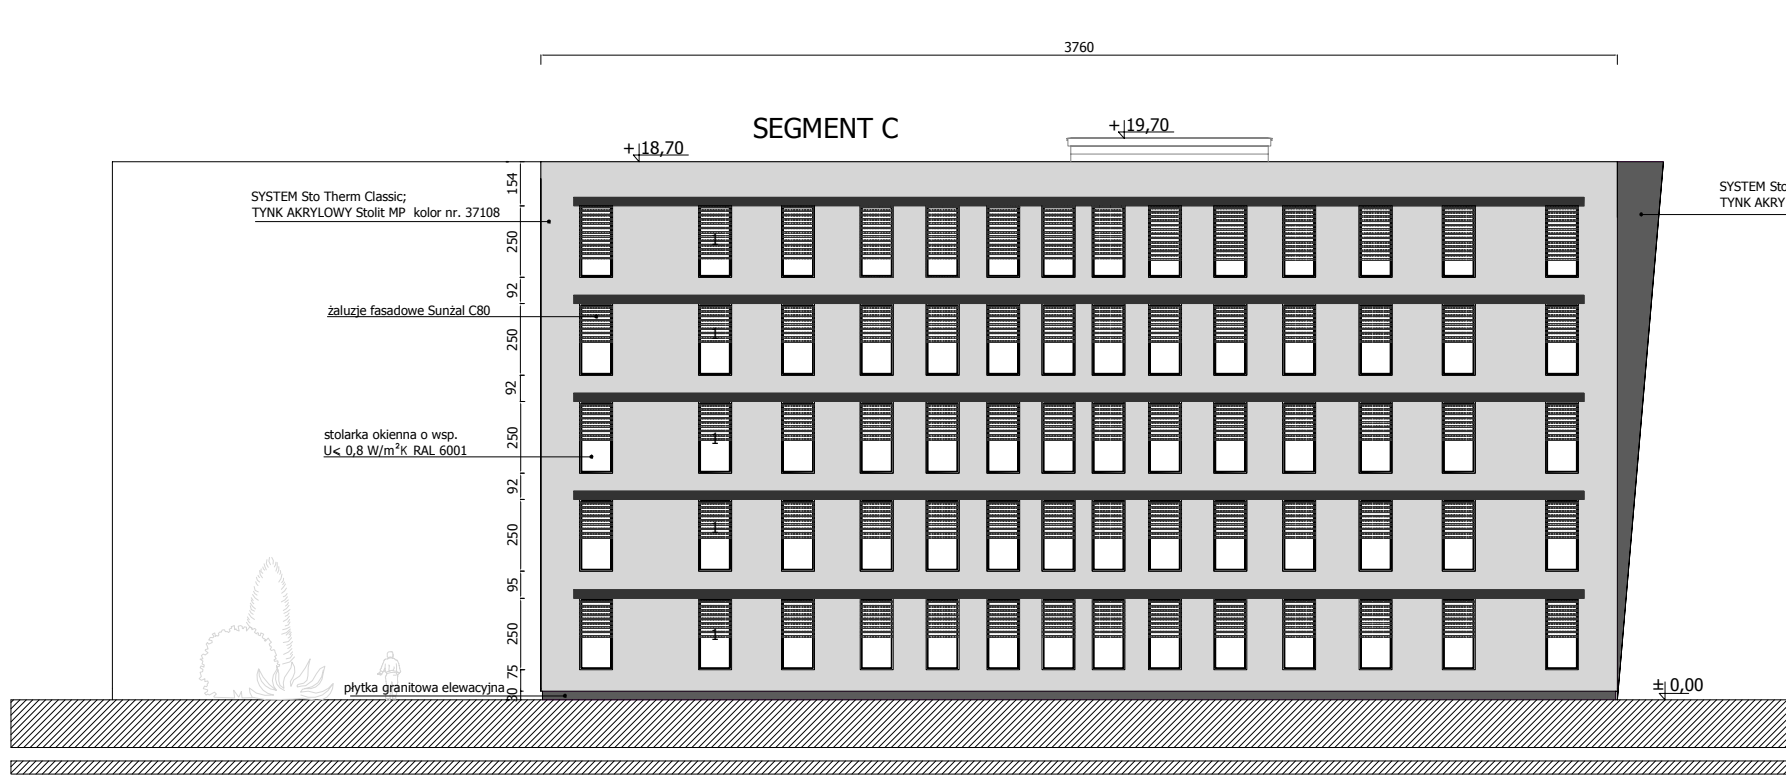 3760
SEGMENT C
+19,70
+18,70
154
SYSTEM Sto Therm Classic;
TYNK AKRYLOWY Stolit MP kolor nr. 37108
SYSTEM Sto
TYNK AKRY
250
1
92
żaluzje fasadowe Sunżal C80
250
1
92
stolarka okienna o wsp.
U< 0,8 W/m²K RAL 6001
250
1
92
250
1
95
250
1
75
płytka granitowa elewacyjna
30
±0,00